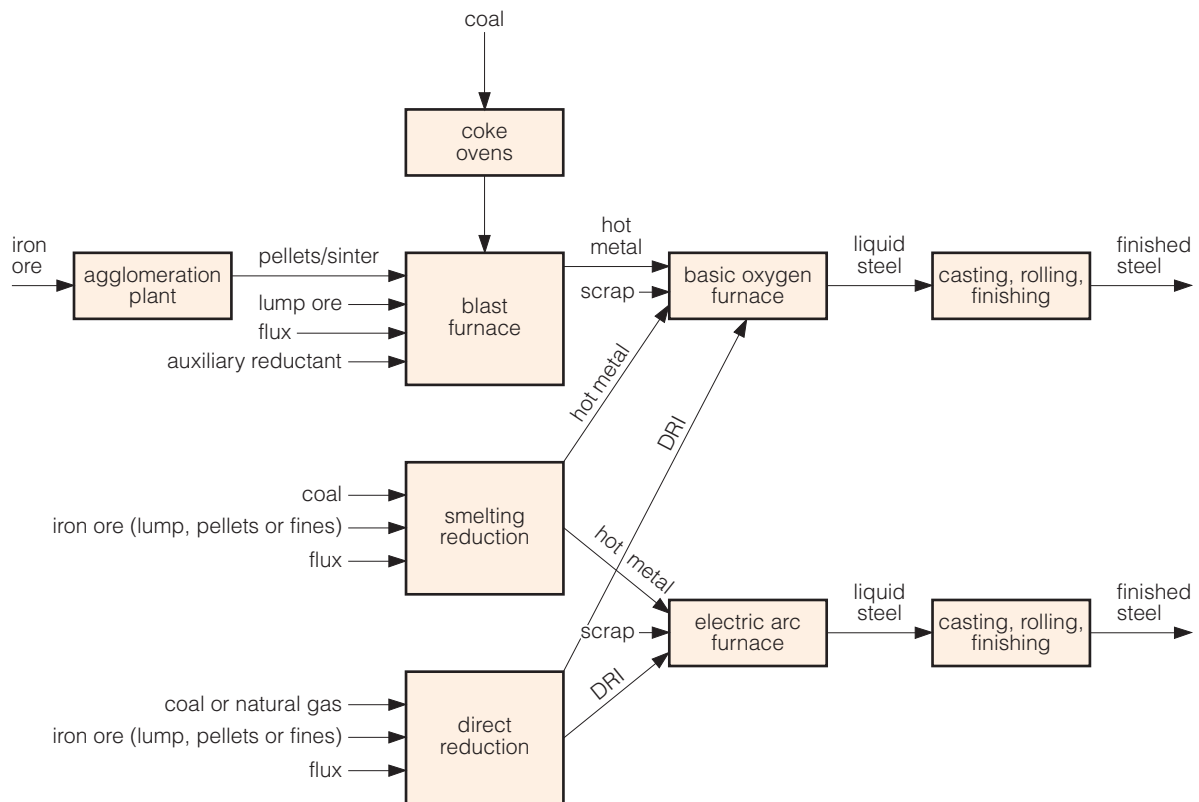 coal
coke
ovens
iron
ore
agglomeration
plant
pellets/sinter
lump ore
flux
auxiliary reductant
blast
furnace
hot
metal
scrap
basic oxygen
furnace
liquid
steel
casting, rolling,
finishing
finished
steel
hot metal
DRI
coal
iron ore (lump, pellets or fines)
flux
smelting
reduction
hot metal
scrap
DRI
electric arc
furnace
liquid
steel
casting, rolling,
finishing
finished
steel
coal or natural gas
iron ore (lump, pellets or fines)
flux
direct
reduction